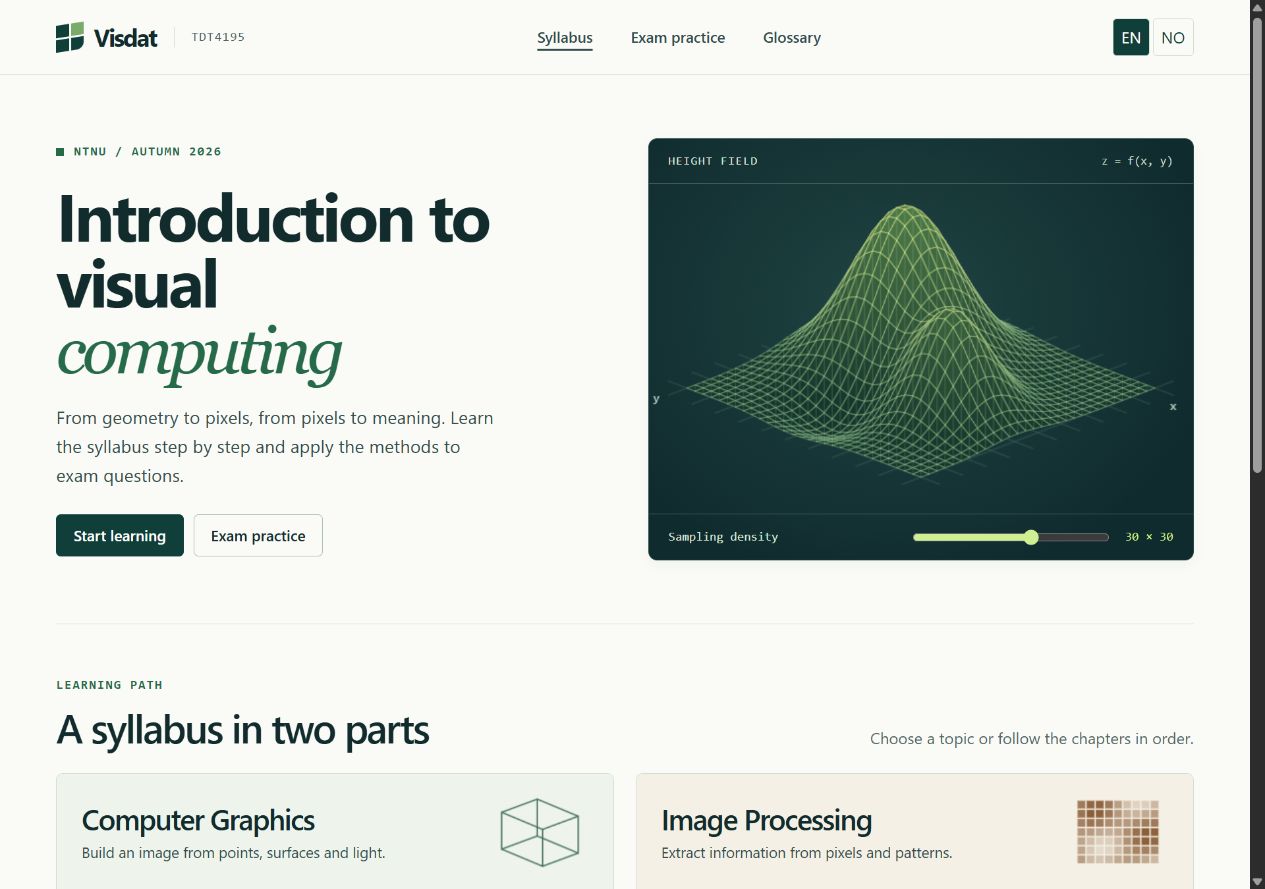 Visdat
TDT4195
Syllabus
Exam practice
Glossary
EN
NO
NTNU / AUTUMN 2026
Introduction to
visual
computing
From geometry to pixels, from pixels to meaning. Learn
the syllabus step by step and apply the methods to
exam questions.
Start learning
Exam practice
HEIGHT FIELD
z = f(x, y)
y
x
Sampling density
30 × 30
LEARNING PATH
A syllabus in two parts
Choose a topic or follow the chapters in order.
Computer Graphics
Build an image from points, surfaces and light.
Image Processing
Extract information from pixels and patterns.